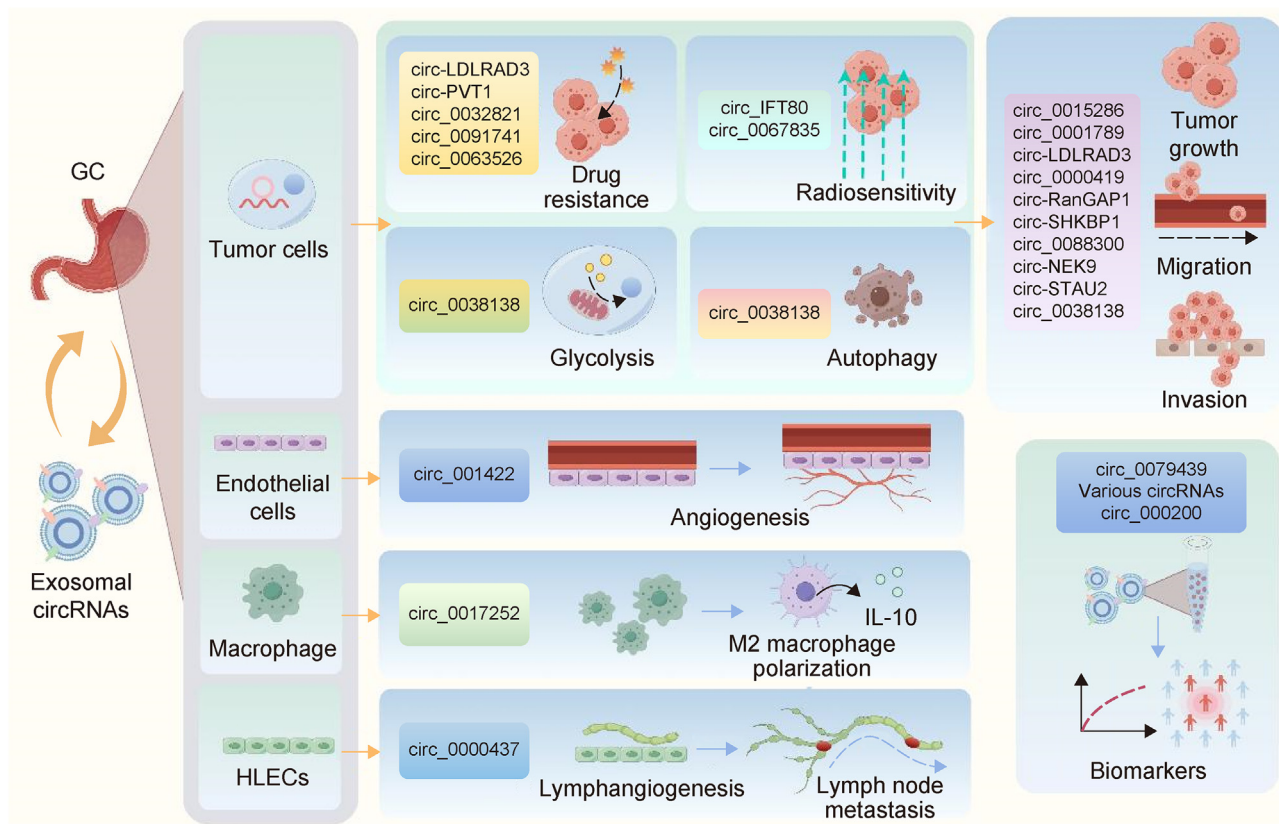 GC
Exosomal
circRNAs
Tumor cells
Endothelial
cells
Macrophage
HLECs
circ-LDLRAD3
circ-PVT1
circ_0032821
circ_0091741
circ_0063526
Drug
resistance
circ_IFT80
circ_0067835
Radiosensitivity
circ_0038138
Glycolysis
circ_0038138
Autophagy
circ_0015286
circ_0001789
circ-LDLRAD3
circ_0000419
circ-RanGAP1
circ-SHKBP1
circ_0088300
circ-NEK9
circ-STAU2
circ_0038138
Tumor
growth
Migration
Invasion
circ_001422
Angiogenesis
circ_0017252
IL-10
M2 macrophage
polarization
circ_0000437
Lymphangiogenesis
Lymph node
metastasis
circ_0079439
Various circRNAs
circ_000200
Biomarkers